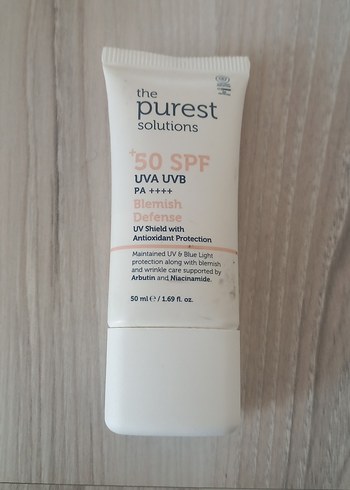 the
purest
solutions
+50 SPF
UVA UVB
PA ++++
Blemish
Defense
UV Shield with
Antioxidant Protection
Maintained UV & Blue Light
protection along with blemish
and wrinkle care supported by
Arbutin and Niacinamide.
50 ml ℮ / 1.69 fl. oz.